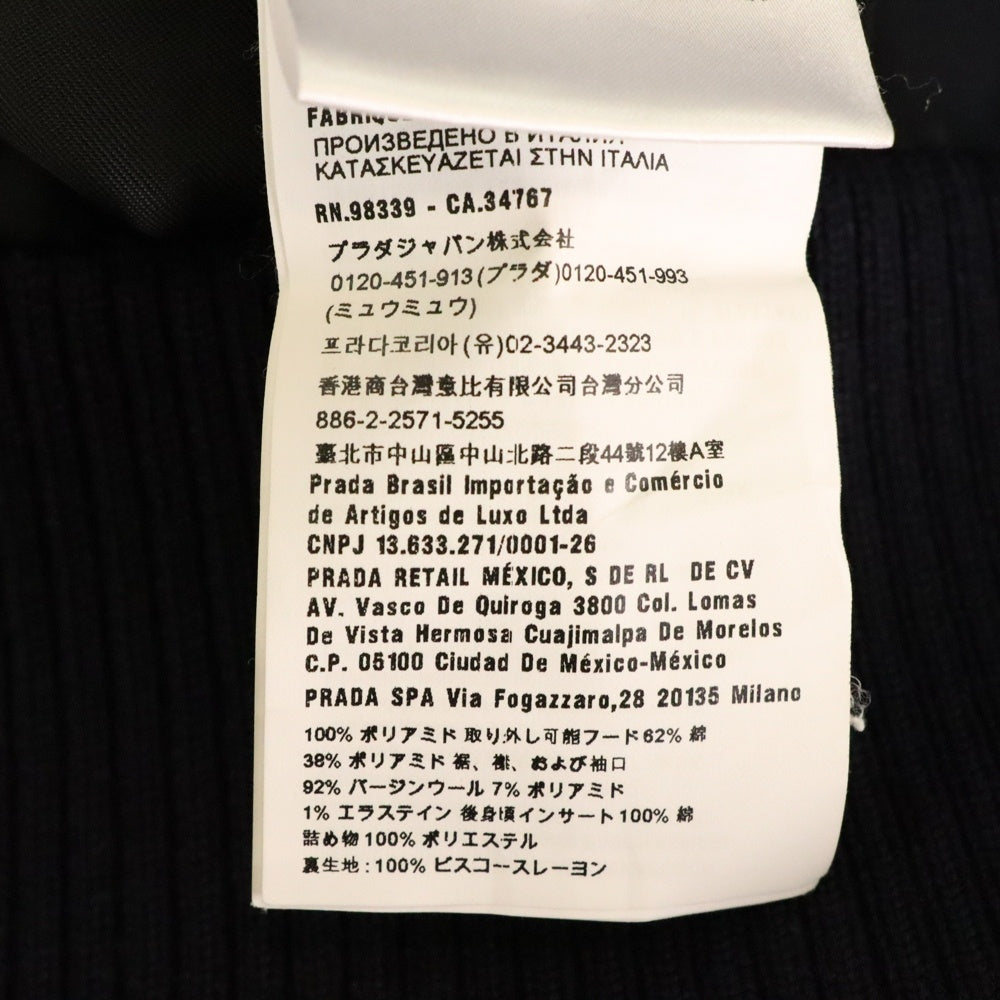 ПРОИЗВЕДЕНО В ИТАЛИЯ
ΚΑΤΑΣΚΕΥΑΖΕΤΑΙ ΣΤΗΝ ΙΤΑΛΙΑ
RN.98339 - CA.34767
プラダジャパン株式会社
0120-451-913(プラダ)0120-451-993
(ミュウミュウ)
프라다코리아(유)02-3443-2323
香港商台灣意比有限公司台灣分公司
886-2-2571-5255
臺北市中山區中山北路二段44號12樓A室
Prada Brasil Importação e Comércio
de Artigos de Luxo Ltda
CNPJ 13.633.271/0001-26
PRADA RETAIL MÉXICO, S DE RL DE CV
AV. Vasco De Quiroga 3800 Col. Lomas
De Vista Hermosa Cuajimalpa De Morelos
C.P. 05100 Ciudad De México-México
PRADA SPA Via Fogazzaro,28 20135 Milano
100% ポリアミド 取り外し可能フード62% 綿
38% ポリアミド 裾、襟、および袖口
92% バージンウール 7% ポリアミド
1% エラステイン 後身頃インサート100% 綿
詰め物100% ポリエステル
裏生地:100% ビスコースレーヨン